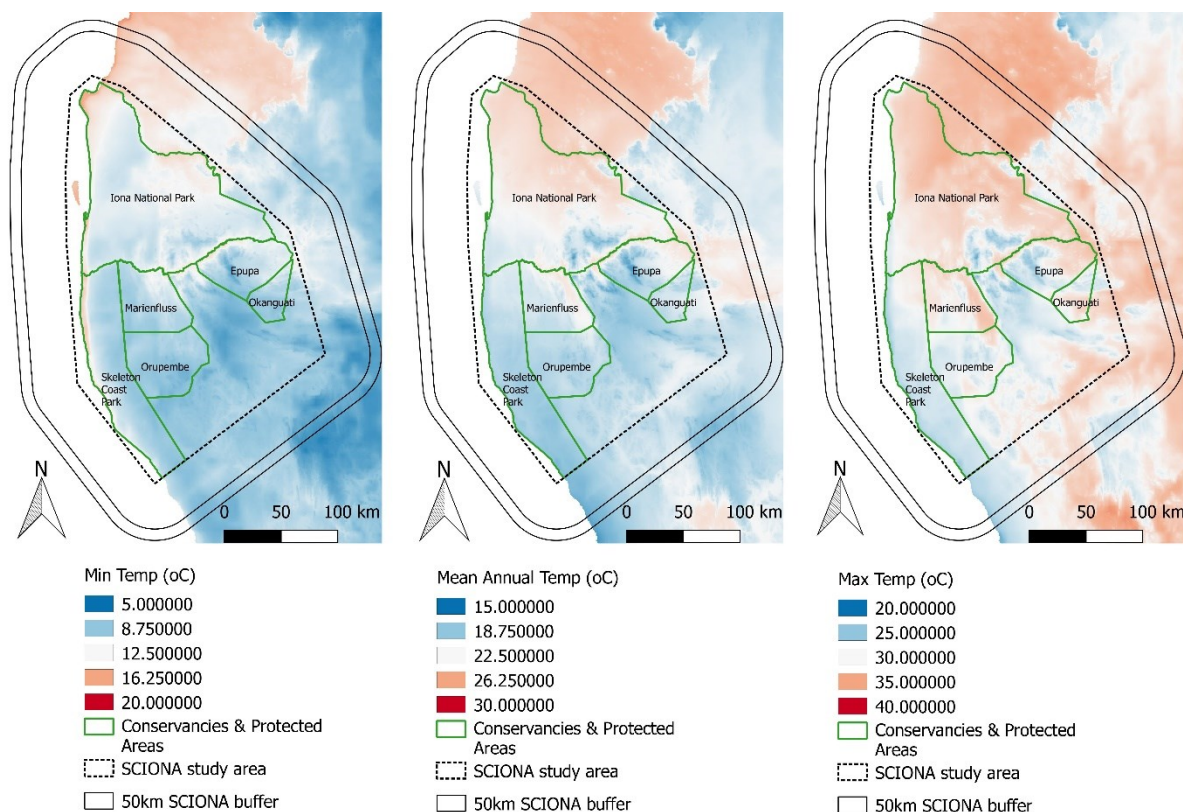 Iona National Park
Epupa
Okanguati
Marienfluss
Orupembe
Skeleton
Coast
Park
N
0 50 100 km
Min Temp (oC)
5.000000
8.750000
12.500000
16.250000
20.000000
Conservancies & Protected
Areas
SCIONA study area
50km SCIONA buffer
Iona National Park
Epupa
Okanguati
Marienfluss
Orupembe
Skeleton
Coast
Park
N
0 50 100 km
Mean Annual Temp (oC)
15.000000
18.750000
22.500000
26.250000
30.000000
Conservancies & Protected
Areas
SCIONA study area
50km SCIONA buffer
Iona National Park
Epupa
Okanguati
Marienfluss
Orupembe
Skeleton
Coast
Park
N
0 50 100 km
Max Temp (oC)
20.000000
25.000000
30.000000
35.000000
40.000000
Conservancies & Protected
Areas
SCIONA study area
50km SCIONA buffer